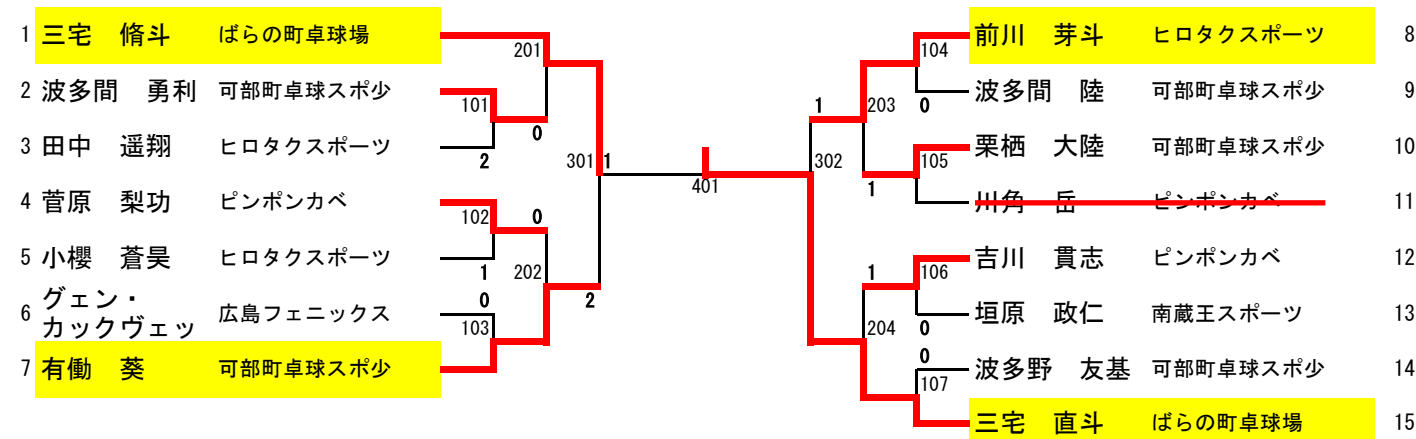 1 三宅 脩斗 ばらの町卓球場
2 波多間 勇利 可部町卓球スポ少
3 田中 遥翔 ヒロタクスポーツ
4 菅原 梨功 ピンポンカベ
5 小櫻 蒼昊 ヒロタクスポーツ
6 グェン・
カックヴェッ 広島フェニックス
7 有働 葵 可部町卓球スポ少
201
101
0
2
301
1
102
0
1
202
0
103
2
401
1
104
203
0
302
105
1
1
106
204
0
0
107
前川 芽斗 ヒロタクスポーツ 8
波多間 陸 可部町卓球スポ少 9
栗栖 大陸 可部町卓球スポ少 10
川角 岳 ピンポンカベ 11
吉川 貫志 ピンポンカベ 12
垣原 政仁 南蔵王スポーツ 13
波多野 友基 可部町卓球スポ少 14
三宅 直斗 ばらの町卓球場 15